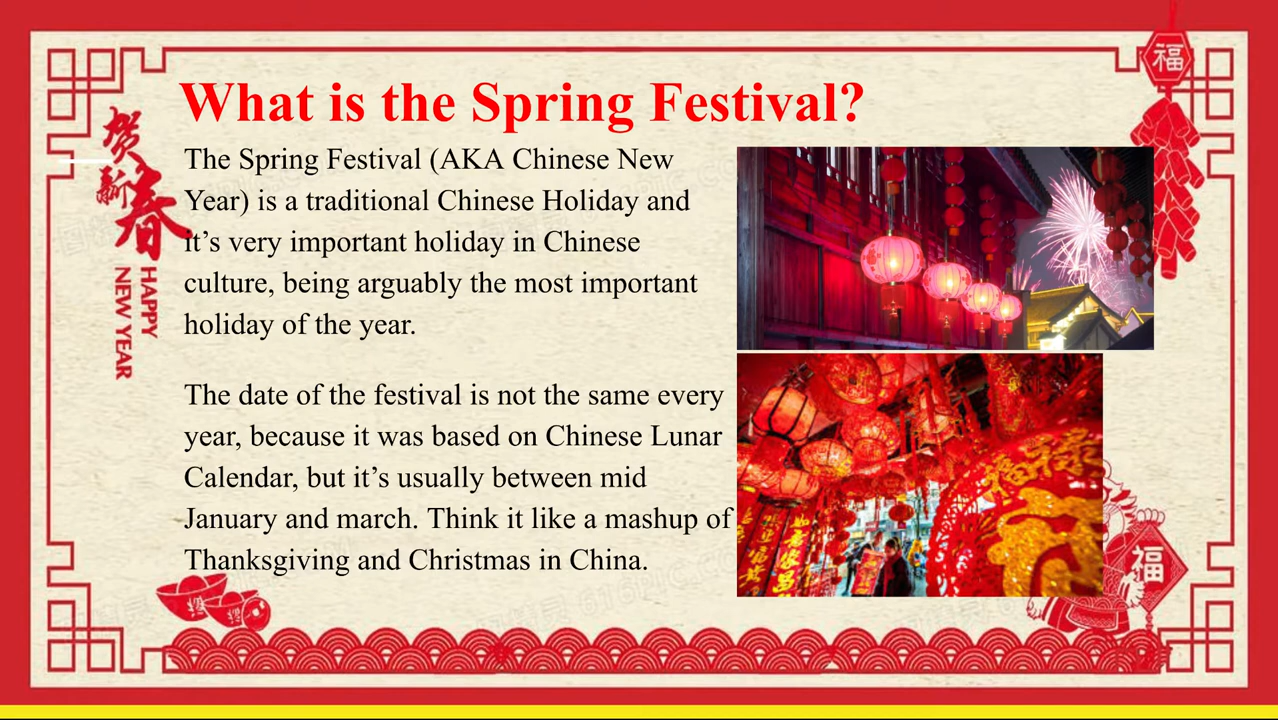 What is the Spring Festival?
The Spring Festival (AKA Chinese New
Year) is a traditional Chinese Holiday and
it’s very important holiday in Chinese
culture, being arguably the most important
holiday of the year.
The date of the festival is not the same every
year, because it was based on Chinese Lunar
Calendar, but it’s usually between mid
January and march. Think it like a mashup of
Thanksgiving and Christmas in China.
贺
新
春
HAPPY
NEW YEAR
福
福